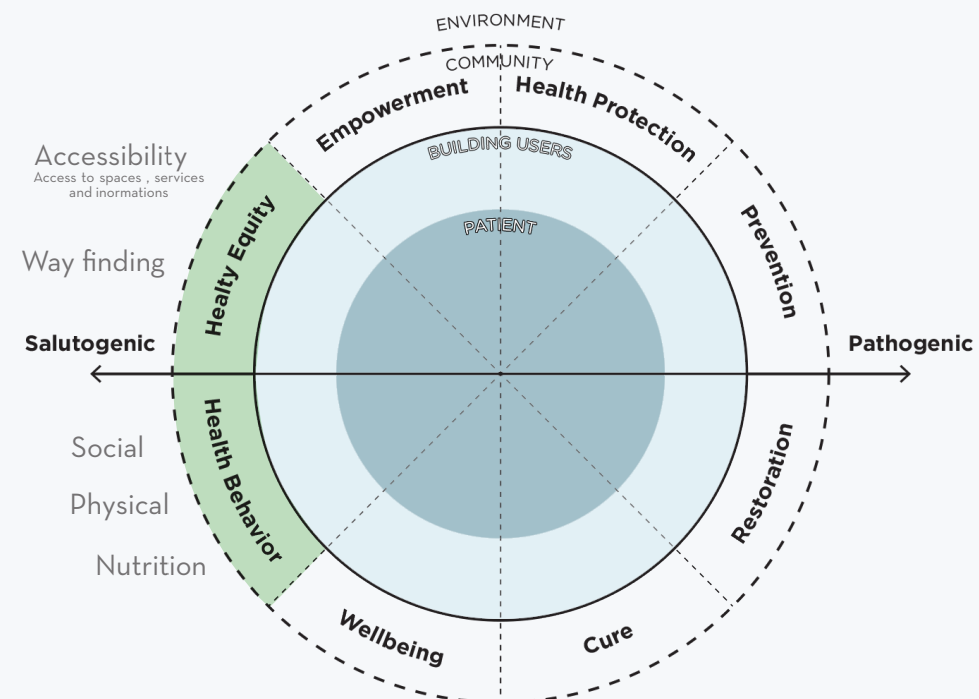 ENVIRONMENT
COMMUNITY
Empowerment
Health Protection
BUILDING USERS
PATIENT
Accessibility
Access to spaces , services
and inormations
Healty Equity
Prevention
Way finding
Salutogenic
Pathogenic
Health Behavior
Social
Physical
Nutrition
Restoration
Wellbeing
Cure